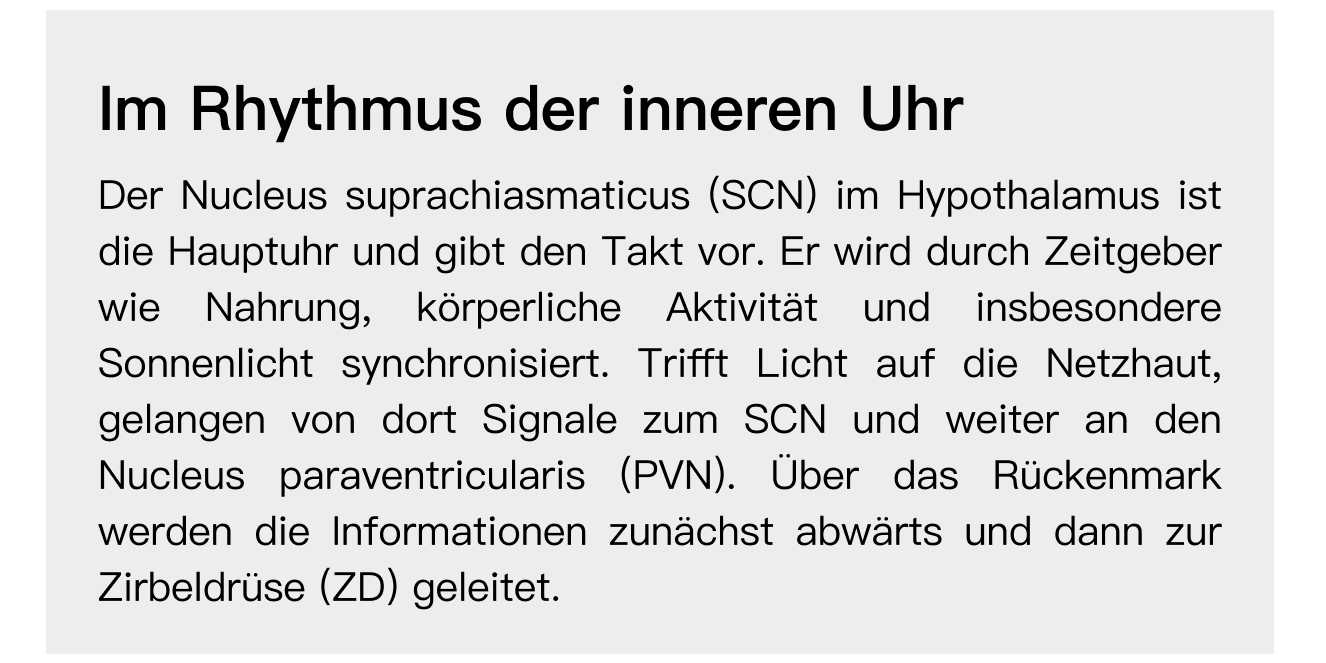 Im Rhythmus der inneren Uhr
Der Nucleus suprachiasmaticus (SCN) im Hypothalamus ist
die Hauptuhr und gibt den Takt vor. Er wird durch Zeitgeber
wie Nahrung, körperliche Aktivität und insbesondere
Sonnenlicht synchronisiert. Trifft Licht auf die Netzhaut,
gelangen von dort Signale zum SCN und weiter an den
Nucleus paraventricularis (PVN). Über das Rückenmark
werden die Informationen zunächst abwärts und dann zur
Zirbeldrüse (ZD) geleitet.